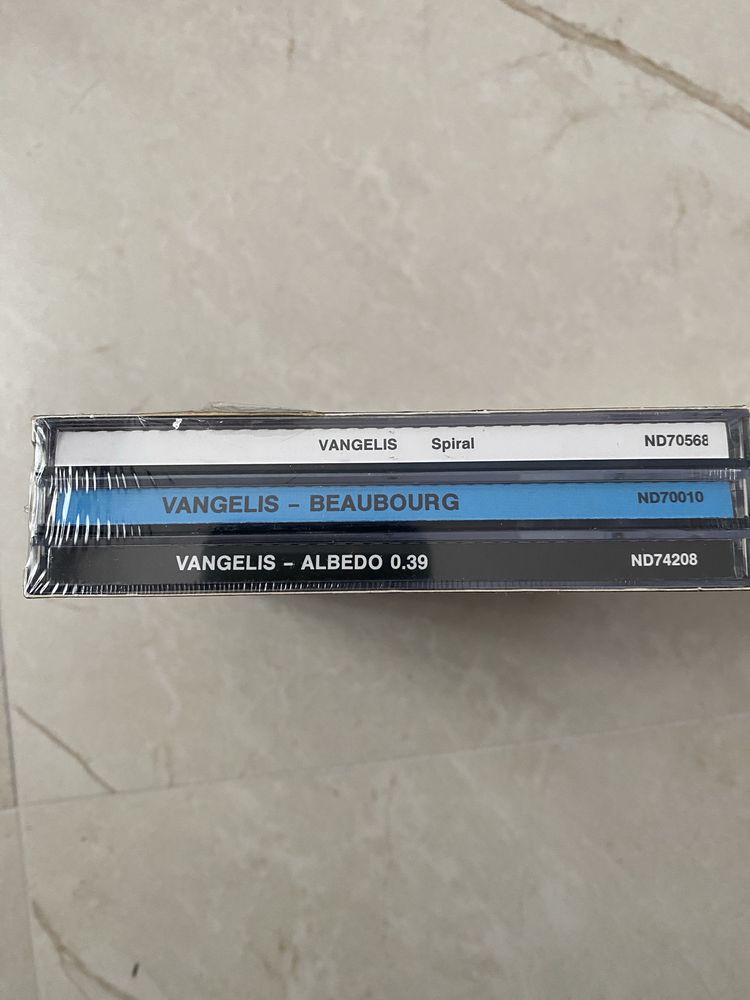 VANGELIS Spiral ND70568
VANGELIS – BEAUBOURG ND70010
VANGELIS – ALBEDO 0.39 ND74208